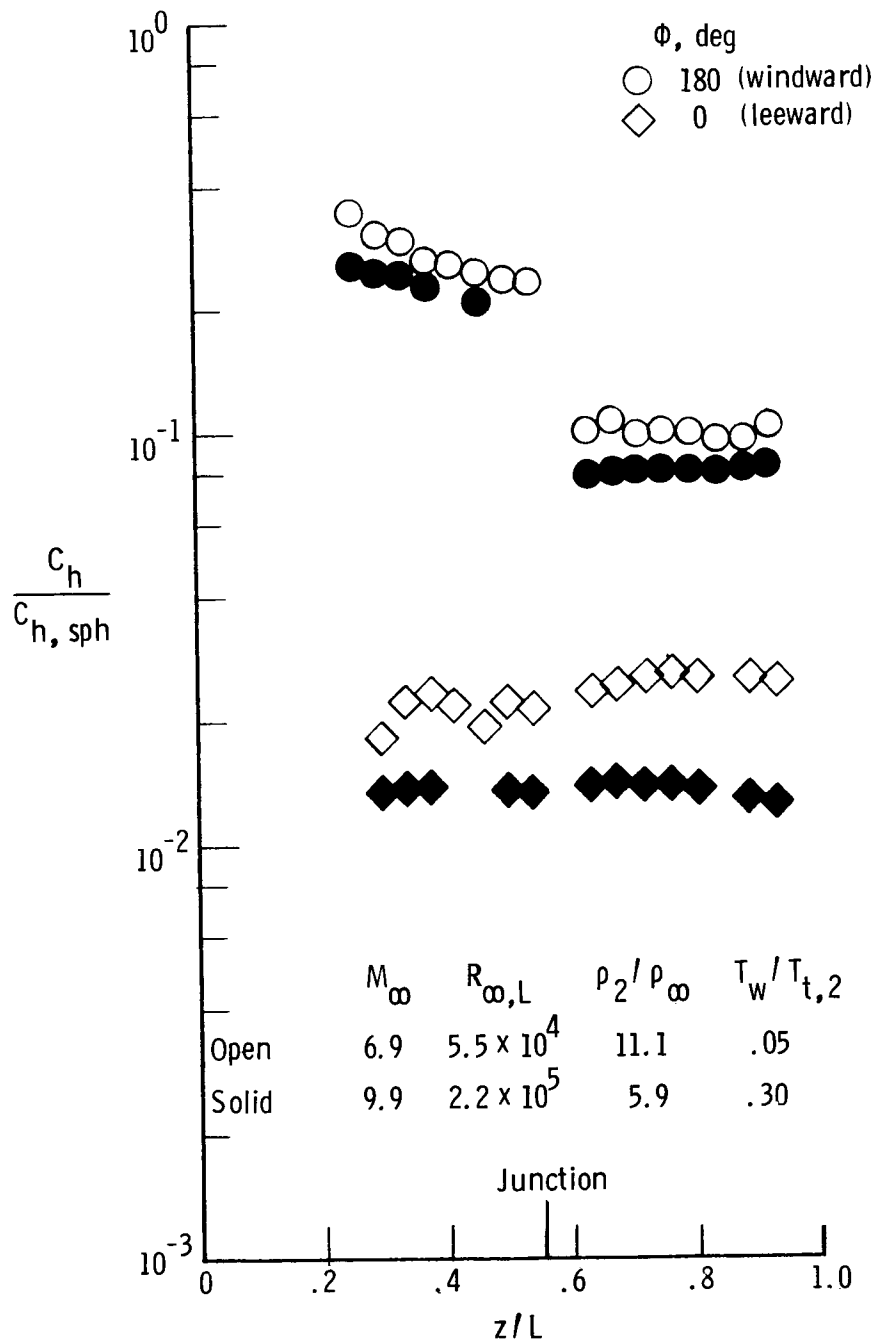 Φ, deg
180 (windward)
0 (leeward)
10^0
10^-1
10^-2
10^-3
C_h
C_h, sph
M_∞ R_∞,L ρ_2/ρ_∞ T_w/T_t,2
Open 6.9 5.5 × 10^4 11.1 .05
Solid 9.9 2.2 × 10^5 5.9 .30
Junction
0 .2 .4 .6 .8 1.0
z/L